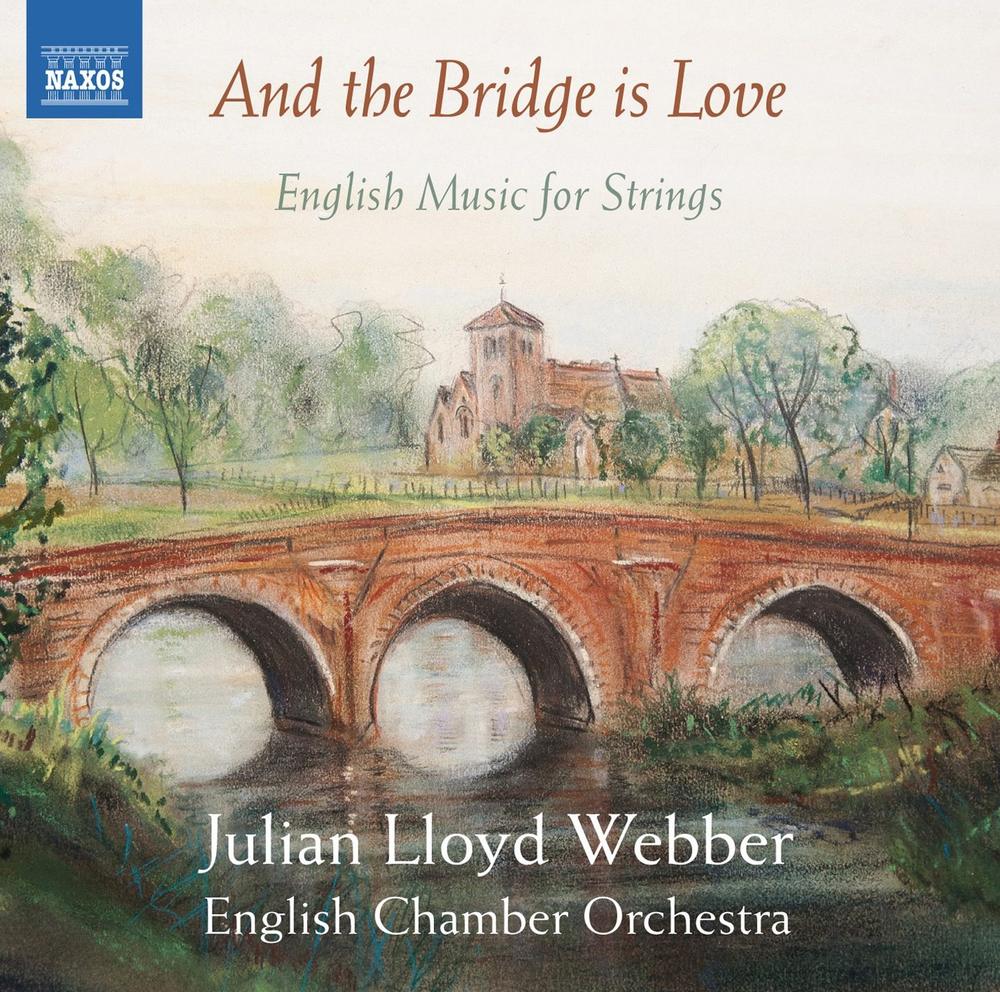 NAXOS
And the Bridge is Love
English Music for Strings
Julian Lloyd Webber
English Chamber Orchestra